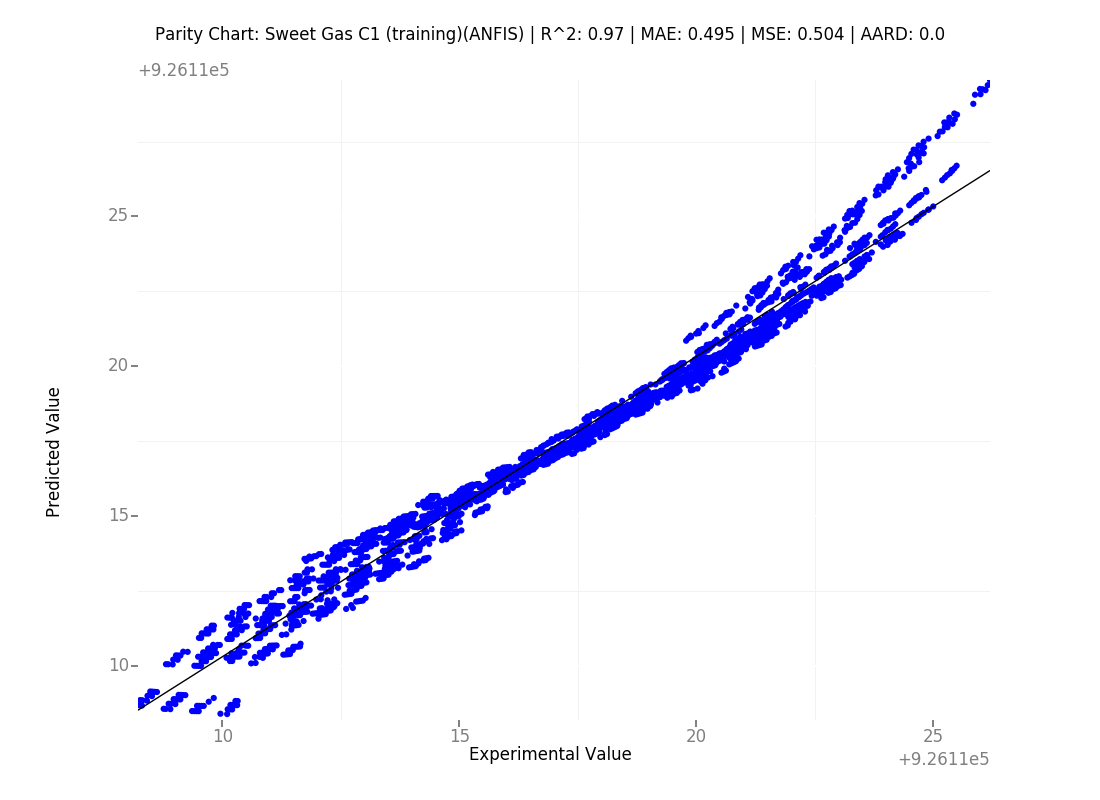 Parity Chart: Sweet Gas C1 (training)(ANFIS) | R^2: 0.97 | MAE: 0.495 | MSE: 0.504 | AARD: 0.0
+9.2611e5
25
20
15
10
Predicted Value
10 15 20 25
Experimental Value
+9.2611e5